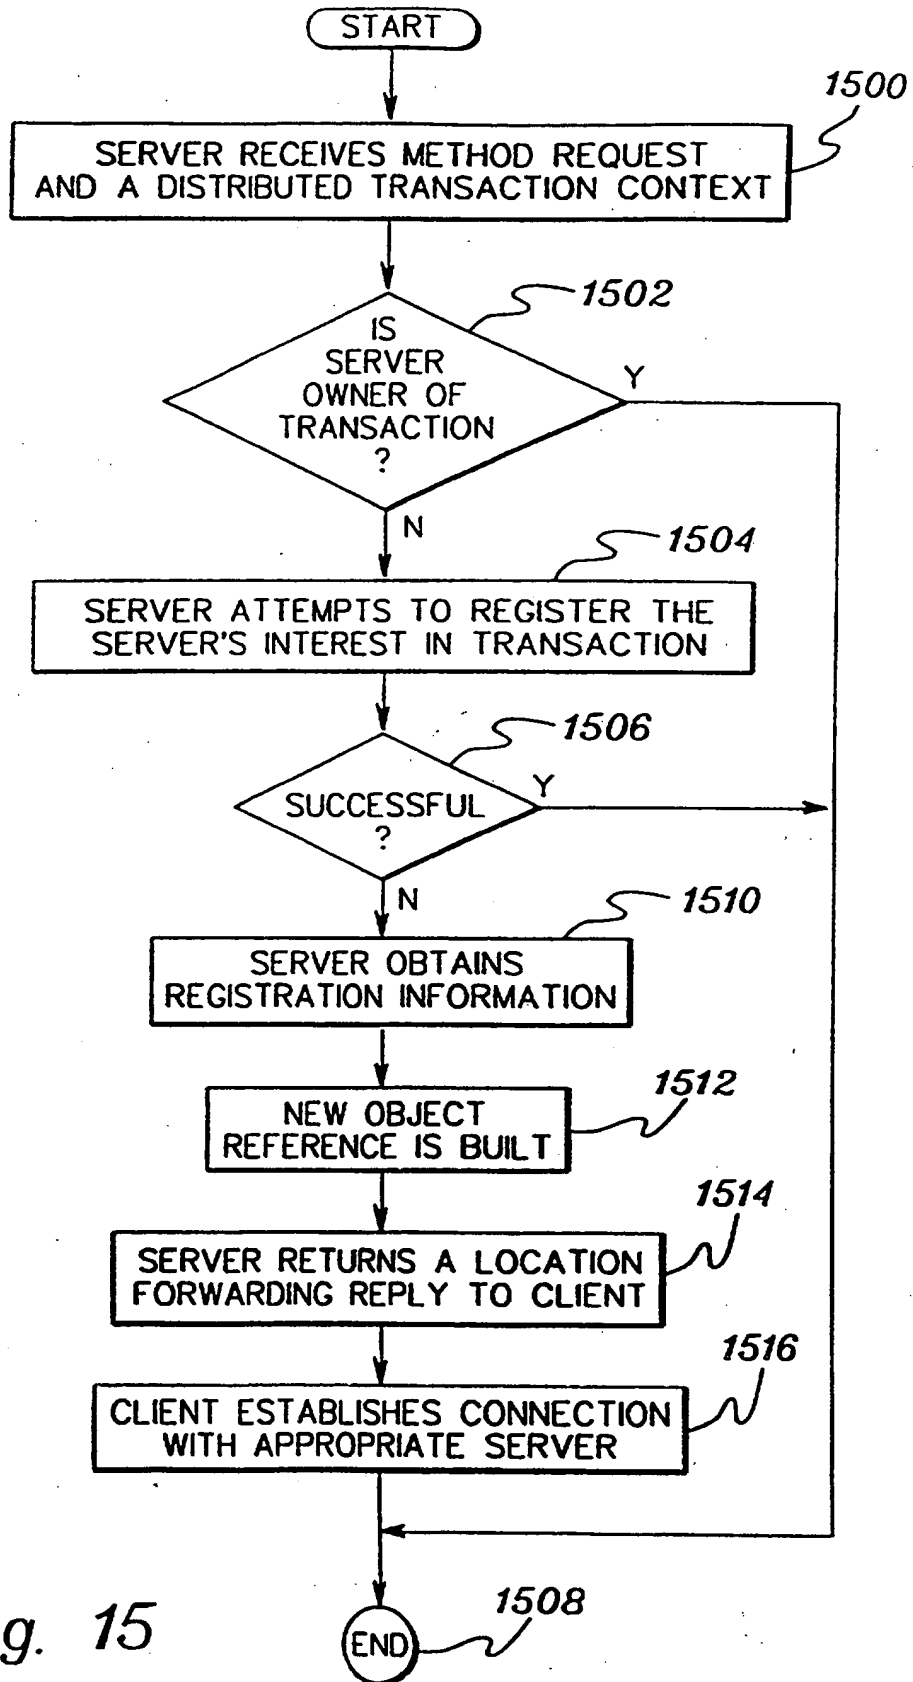 START
1500
SERVER RECEIVES METHOD REQUEST
AND A DISTRIBUTED TRANSACTION CONTEXT
1502
IS
SERVER
OWNER OF
TRANSACTION
?
Y
N
1504
SERVER ATTEMPTS TO REGISTER THE
SERVER'S INTEREST IN TRANSACTION
1506
SUCCESSFUL
?
Y
N
1510
SERVER OBTAINS
REGISTRATION INFORMATION
1512
NEW OBJECT
REFERENCE IS BUILT
1514
SERVER RETURNS A LOCATION
FORWARDING REPLY TO CLIENT
1516
CLIENT ESTABLISHES CONNECTION
WITH APPROPRIATE SERVER
1508
END
g. 15